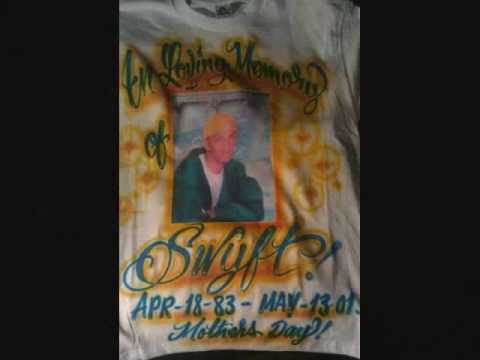 In Loving Memory
of
Swyft!
APR-18-83 - MAY-13-01
Mothers Day!